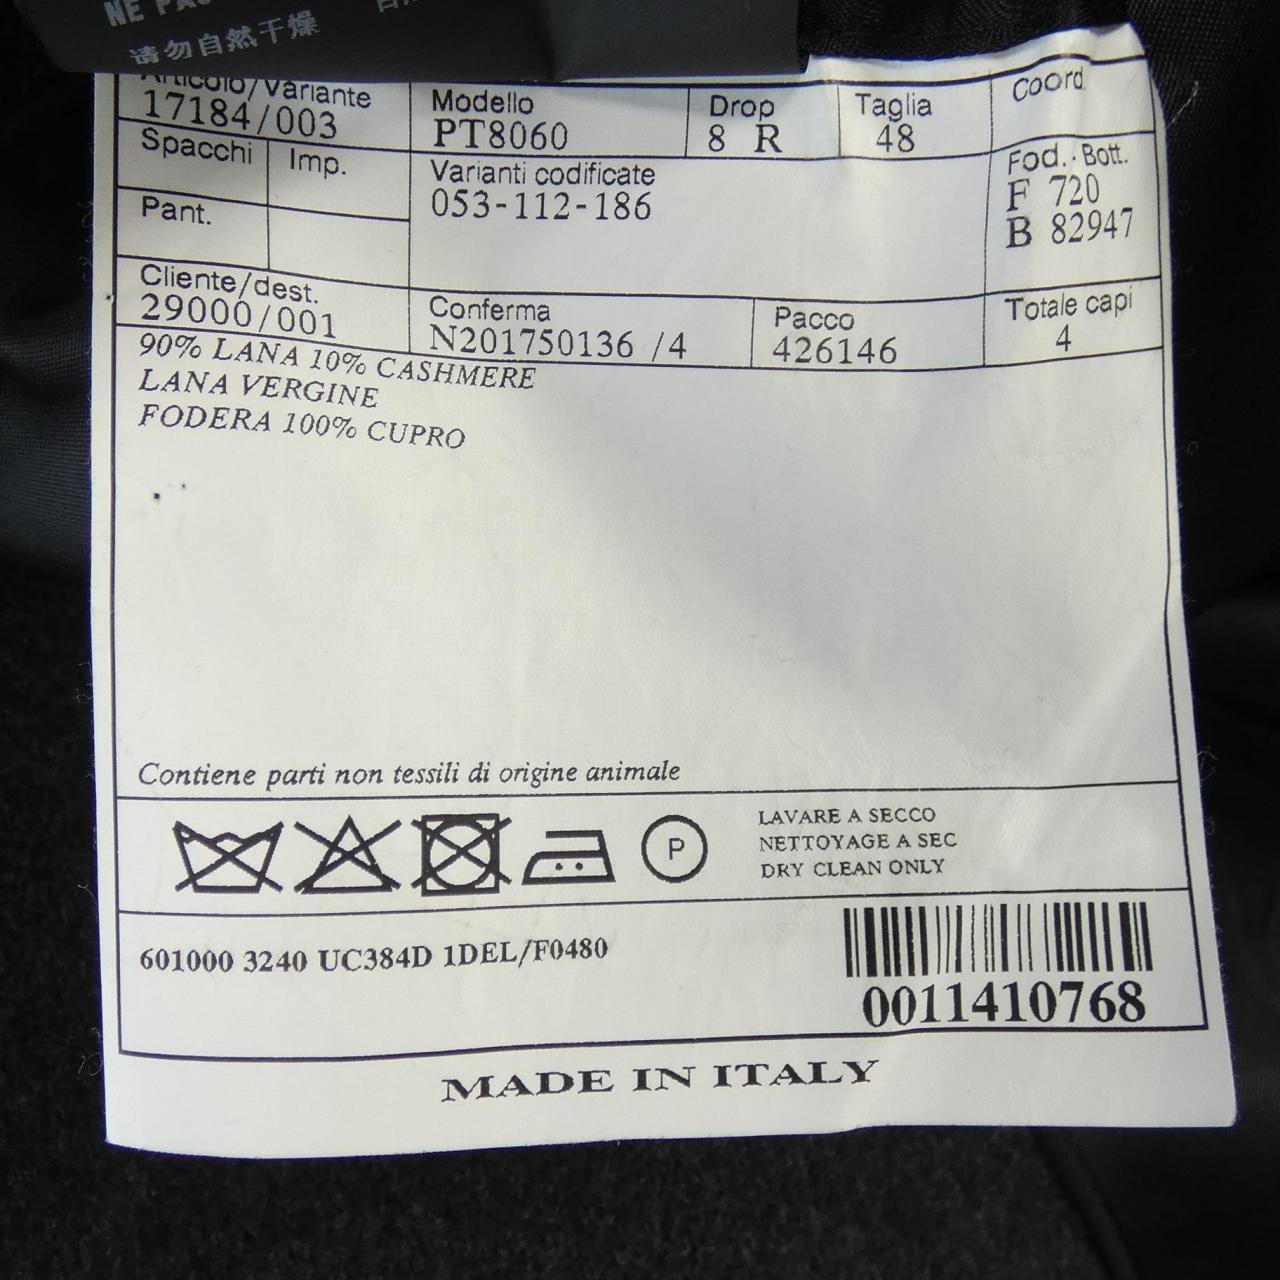 NE PAS
请勿自然干燥
Articolo/Variante
17184/003
Modello
PT8060
Drop
8 R
Taglia
48
Coord
Spacchi
Imp.
Pant.
Varianti codificate
053-112-186
Fod. · Bott.
F 720
B 82947
Cliente/dest.
29000/001
Conferma
N201750136 /4
Pacco
426146
Totale capi
4
90% LANA 10% CASHMERE
LANA VERGINE
FODERA 100% CUPRO
Contiene parti non tessili di origine animale
P
LAVARE A SECCO
NETTOYAGE A SEC
DRY CLEAN ONLY
601000 3240 UC384D 1DEL/F0480
0011410768
MADE IN ITALY